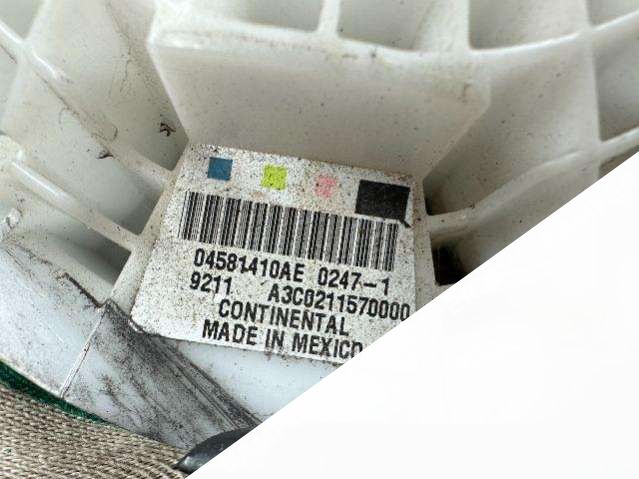 04581410AE 0247-1
9211 A3C0211570000
CONTINENTAL
MADE IN MEXICO